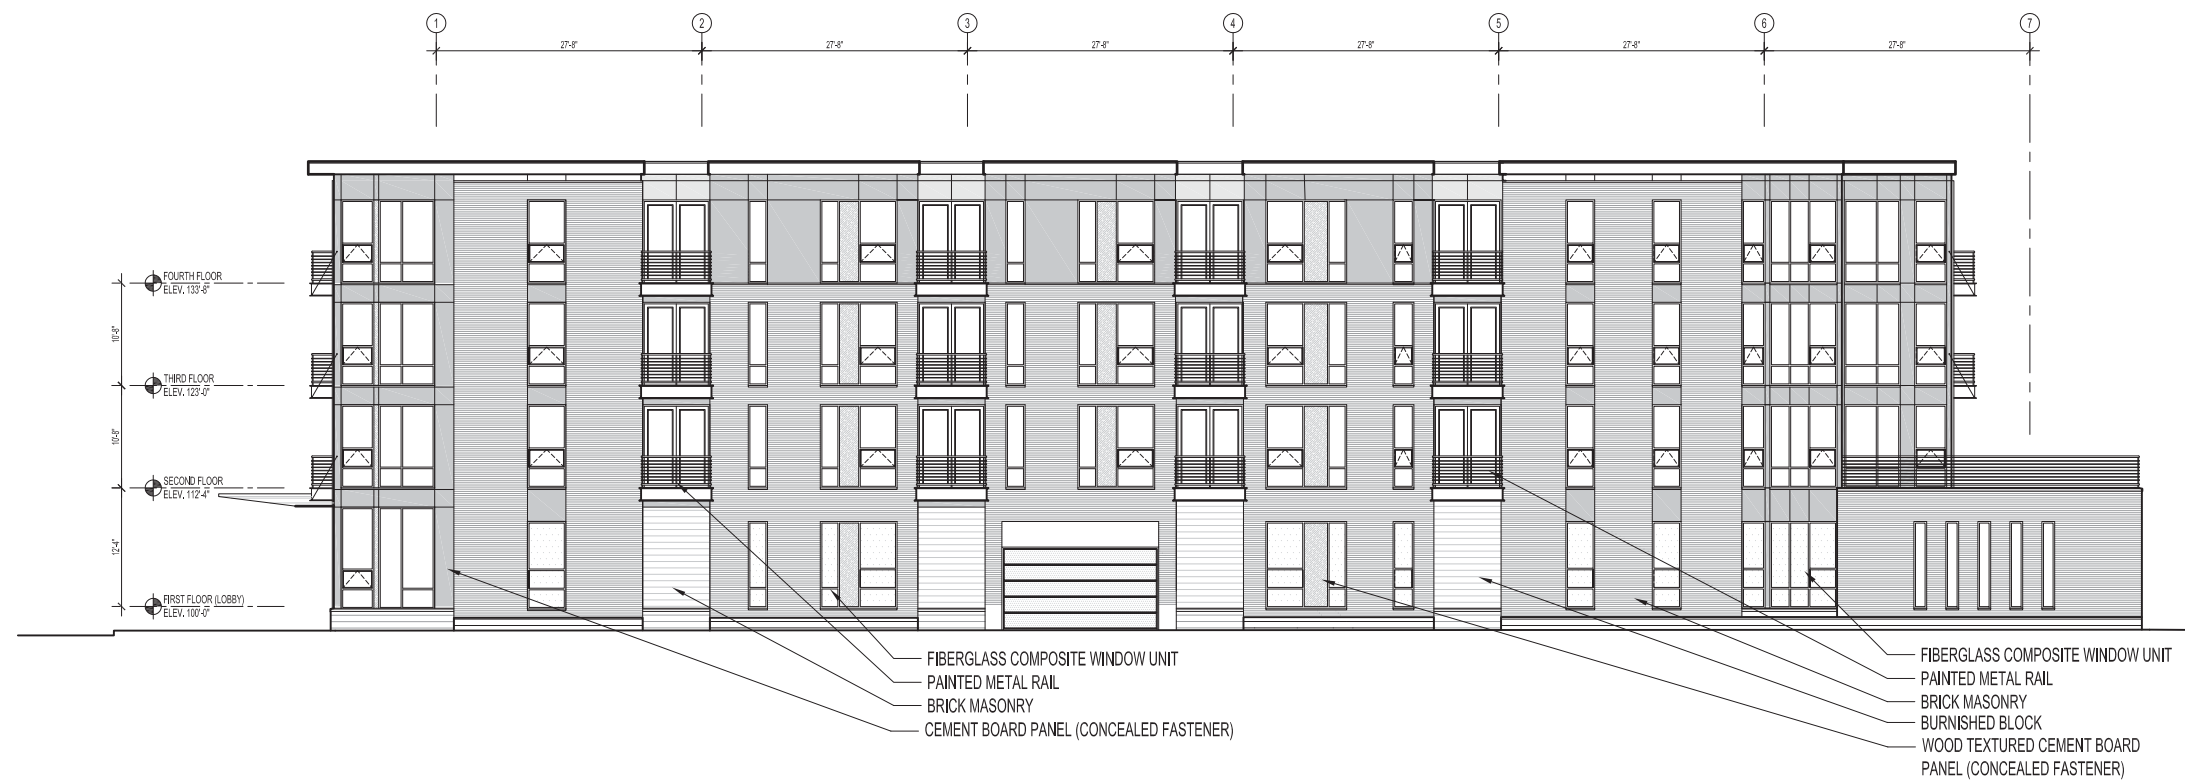 1
2
3
4
5
6
7
27'-8"
27'-8"
27'-8"
27'-8"
27'-8"
27'-8"
FOURTH FLOOR
ELEV. 133'-8"
10'-8"
THIRD FLOOR
ELEV. 123'-0"
10'-8"
SECOND FLOOR
ELEV. 112'-4"
12'-4"
FIRST FLOOR (LOBBY)
ELEV. 100'-0"
FIBERGLASS COMPOSITE WINDOW UNIT
PAINTED METAL RAIL
BRICK MASONRY
CEMENT BOARD PANEL (CONCEALED FASTENER)
FIBERGLASS COMPOSITE WINDOW UNIT
PAINTED METAL RAIL
BRICK MASONRY
BURNISHED BLOCK
WOOD TEXTURED CEMENT BOARD
PANEL (CONCEALED FASTENER)